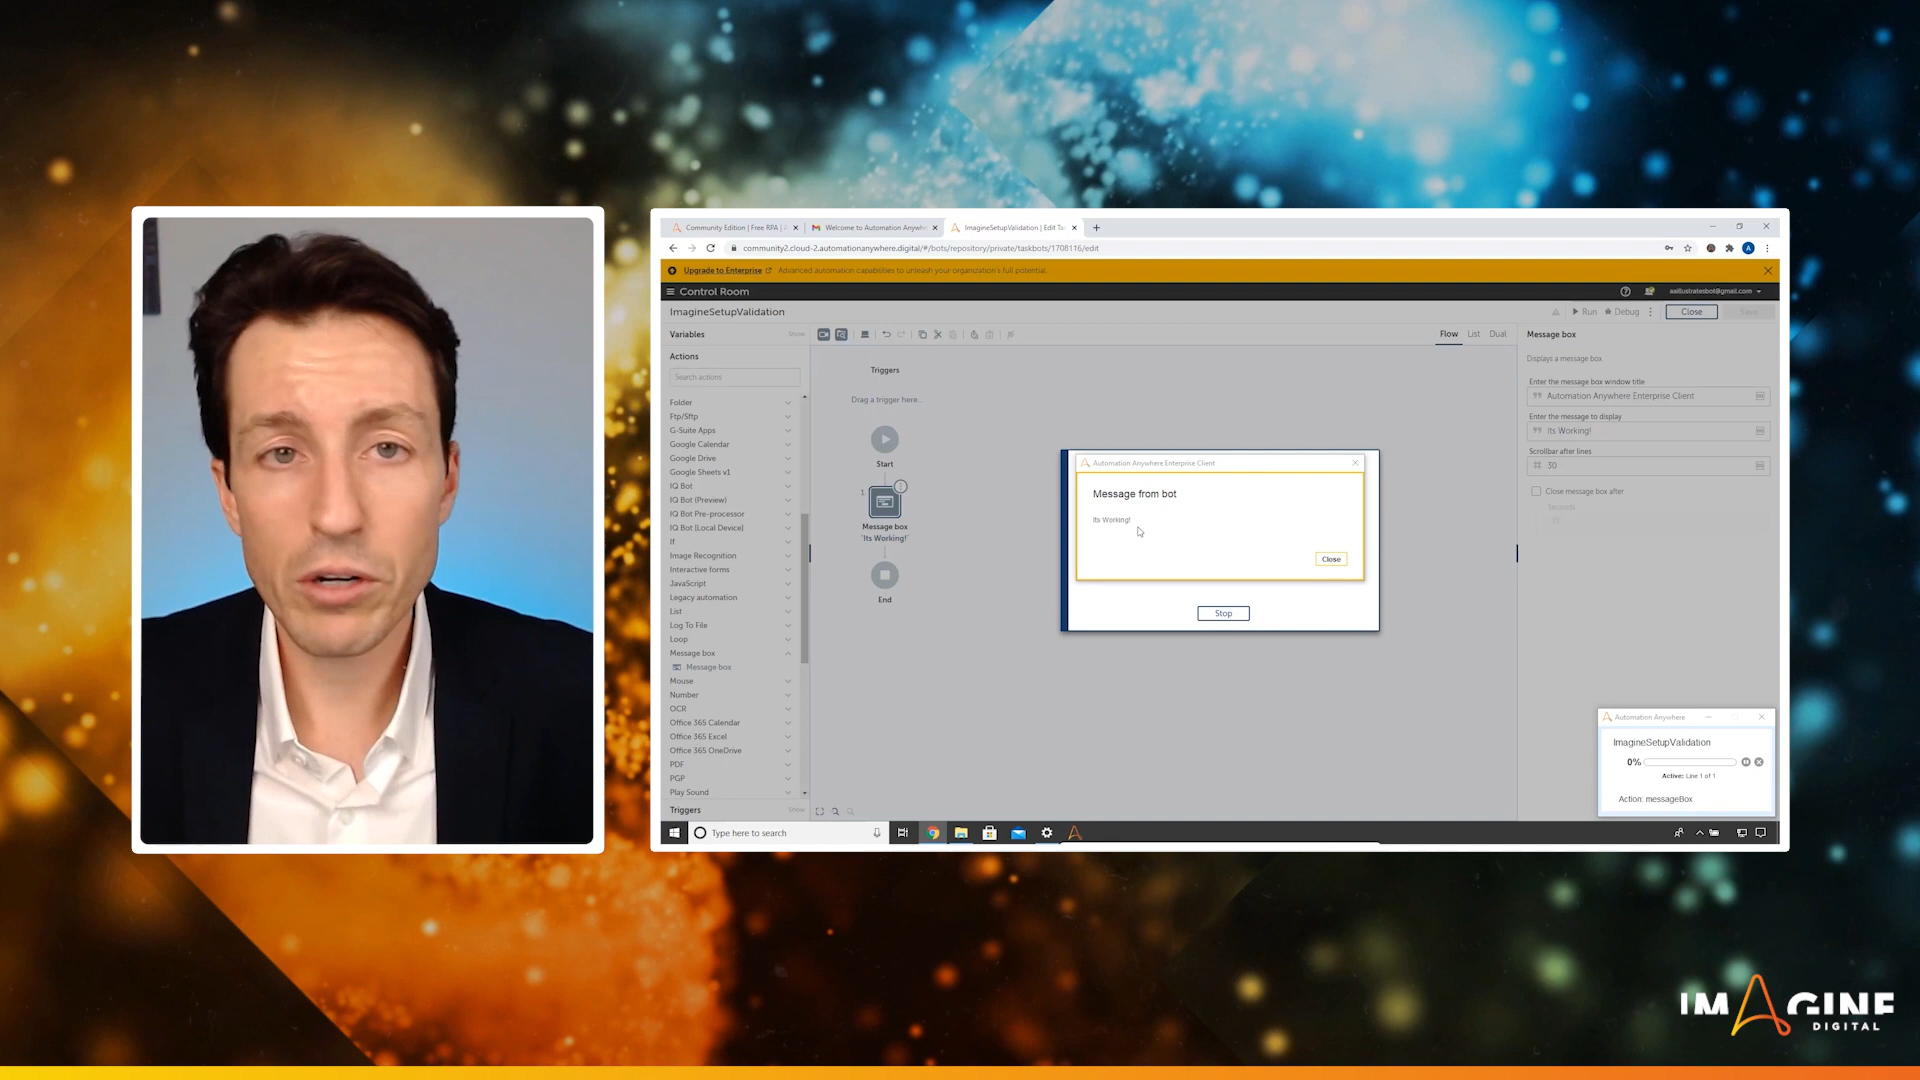 Community Edition | Free RPA |
Welcome to Automation Anywhe
ImagineSetupValidation | Edit Ta
community2.cloud-2.automationanywhere.digital/#/bots/repository/private/taskbots/1708116/edit
A
Upgrade to Enterprise
Advanced automation capabilities to unleash your organization's full potential.
Control Room
aaillustratesbot@gmail.com
ImagineSetupValidation
Run
Debug
Close
Save
Variables
Show
Flow
List
Dual
Message box
Actions
Search actions
Folder
Ftp/Sftp
G-Suite Apps
Google Calendar
Google Drive
Google Sheets v1
IQ Bot
IQ Bot (Preview)
IQ Bot Pre-processor
IQ Bot [Local Device]
If
Image Recognition
Interactive forms
JavaScript
Legacy automation
List
Log To File
Loop
Message box
Message box
Mouse
Number
OCR
Office 365 Calendar
Office 365 Excel
Office 365 OneDrive
PDF
PGP
Play Sound
Triggers
Show
Triggers
Drag a trigger here...
Start
1
Message box
"Its Working!"
End
Automation Anywhere Enterprise Client
Message from bot
Its Working!
Close
Stop
Displays a message box
Enter the message box window title
Automation Anywhere Enterprise Client
Enter the message to display
Its Working!
Scrollbar after lines
# 30
Close message box after
Seconds
Automation Anywhere
ImagineSetupValidation
0%
Active: Line 1 of 1
Action: messageBox
Type here to search
IMAGINE
DIGITAL